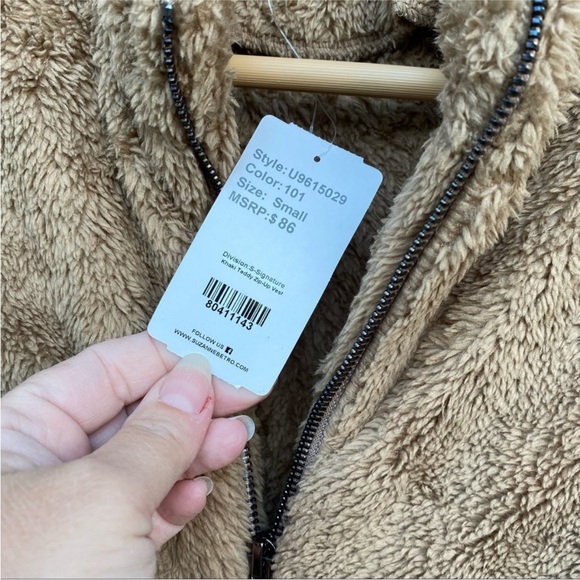 Style:U9615029
Color:101
Size: Small
MSRP:$ 86
Division:S-Signature
Khaki Teddy Zip-Up Vest
80411143
FOLLOW US
WWW.SUZANNEBETRO.COM